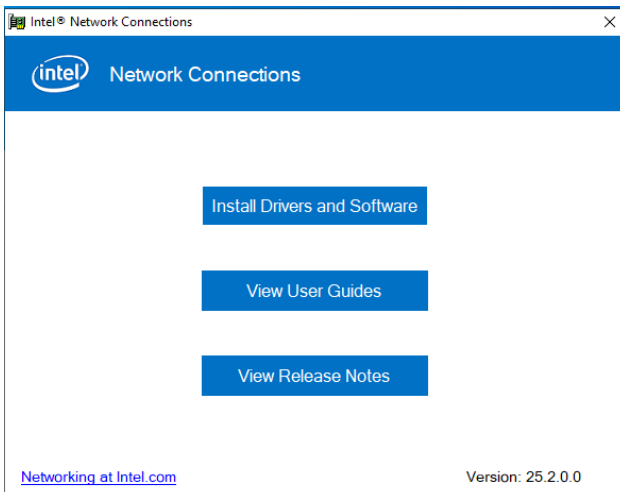 Intel® Network Connections
intel
Network Connections
Install Drivers and Software
View User Guides
View Release Notes
Networking at Intel.com
Version: 25.2.0.0